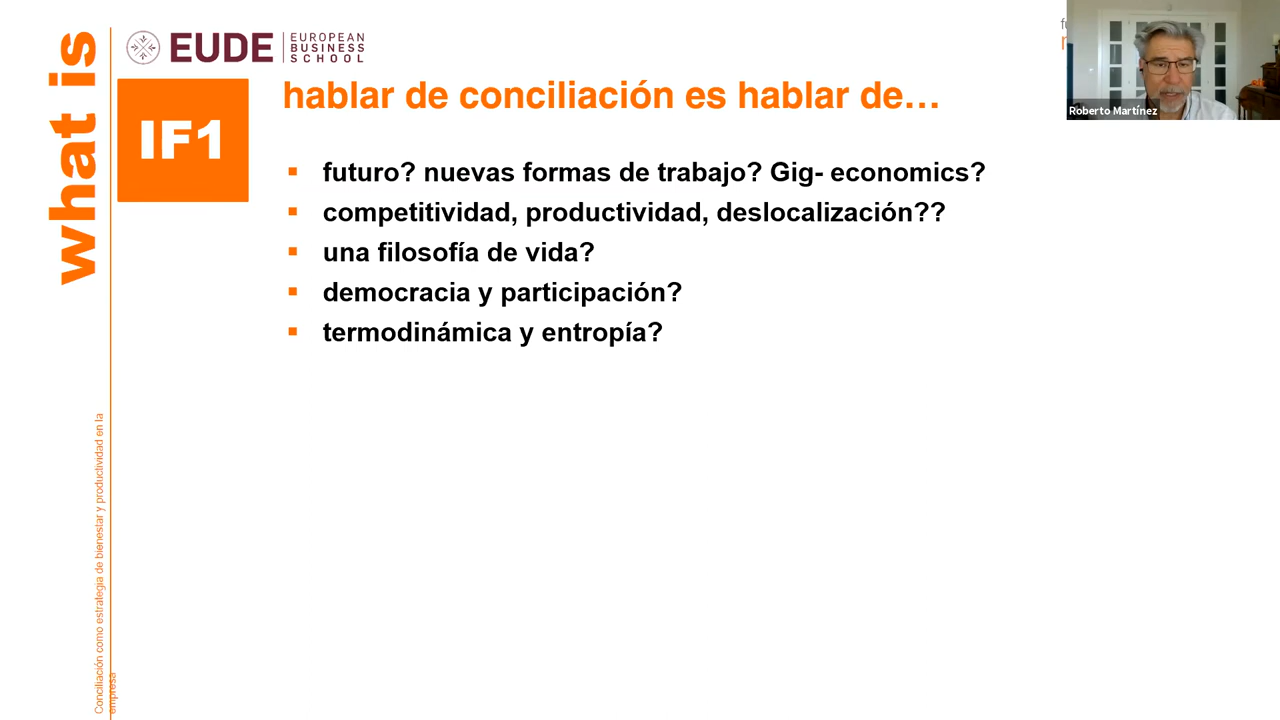 what is
EUDE
EUROPEAN
BUSINESS
SCHOOL
IF1
hablar de conciliación es hablar de…
futuro? nuevas formas de trabajo? Gig- economics?
competitividad, productividad, deslocalización??
una filosofía de vida?
democracia y participación?
termodinámica y entropía?
Conciliación como estrategia de bienestar y productividad en la
empresa
Roberto Martínez